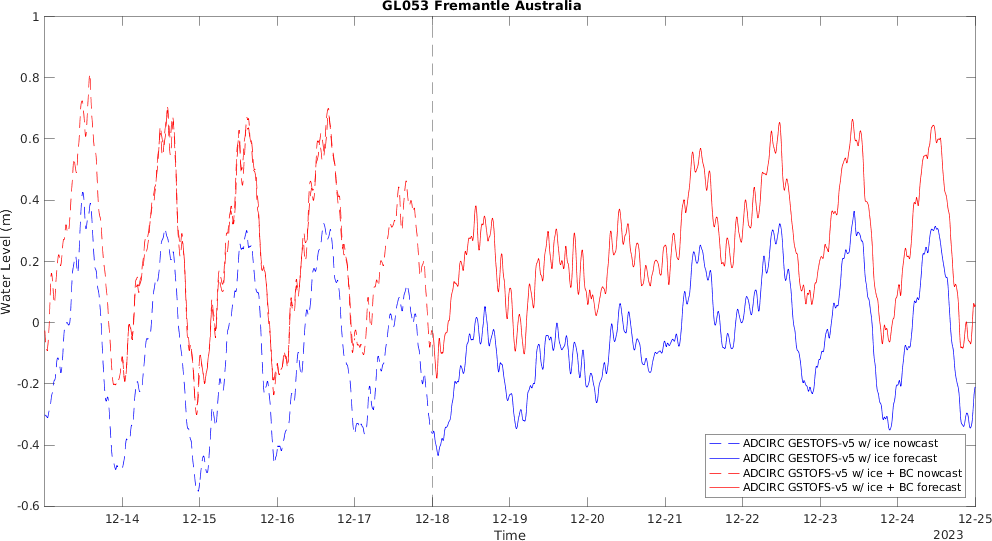 GL053 Fremantle Australia
Water Level (m)
1
0.8
0.6
0.4
0.2
0
-0.2
-0.4
-0.6
ADCIRC GESTOFS-v5 w/ ice nowcast
ADCIRC GESTOFS-v5 w/ ice forecast
ADCIRC GSTOFS-v5 w/ ice + BC nowcast
ADCIRC GSTOFS-v5 w/ ice + BC forecast
12-14 12-15 12-16 12-17 12-18 12-19 12-20 12-21 12-22 12-23 12-24 12-25
Time
2023